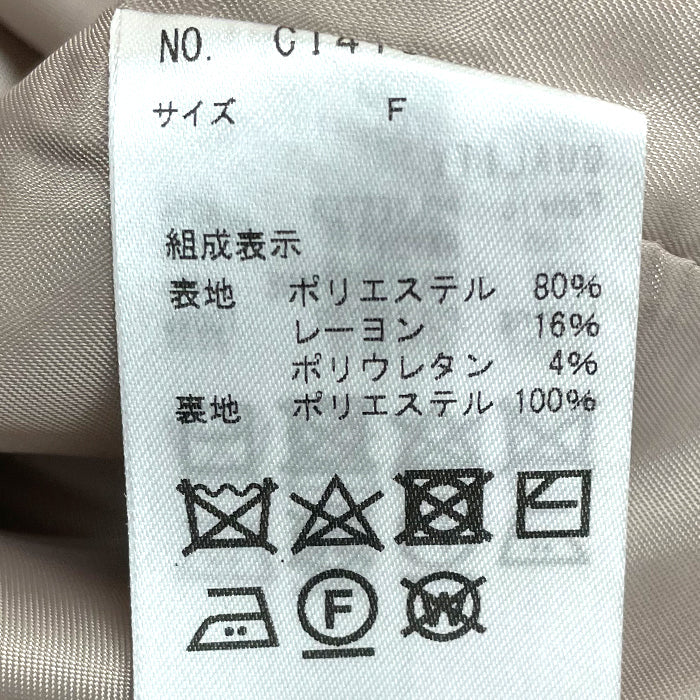 NO.
サイズ F
組成表示
表地 ポリエステル 80%
レーヨン 16%
ポリウレタン 4%
裏地 ポリエステル 100%
F
W